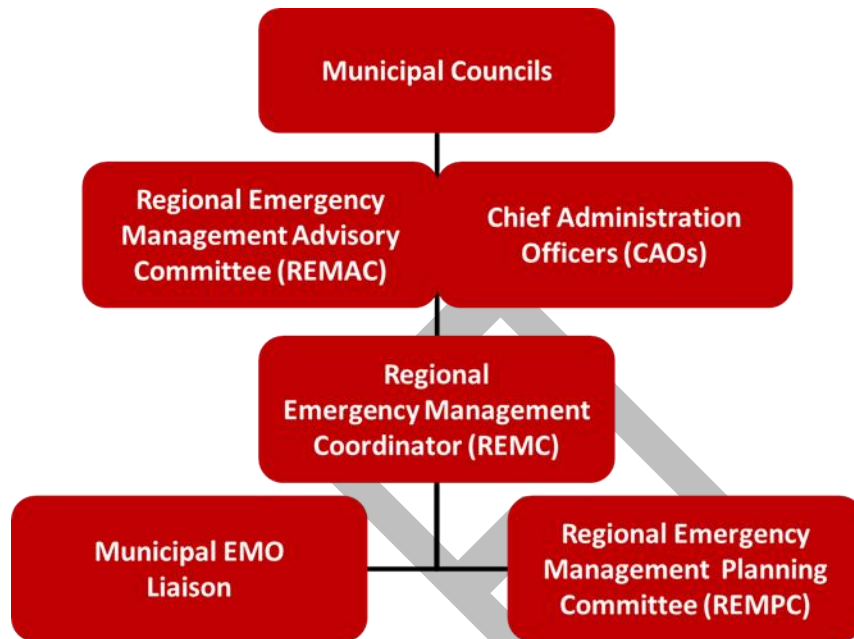 Municipal Councils
Regional Emergency
Management Advisory
Committee (REMAC)
Chief Administration
Officers (CAOs)
Regional
Emergency Management
Coordinator (REMC)
Municipal EMO
Liaison
Regional Emergency
Management Planning
Committee (REMPC)